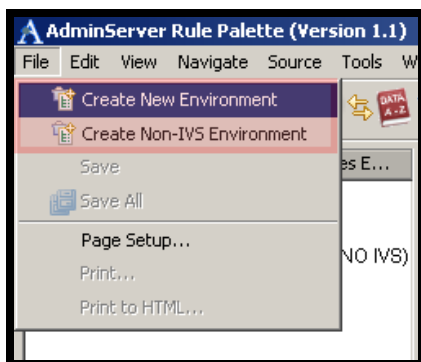 AdminServer Rule Palette (Version 1.1)
File Edit View Navigate Source Tools W
Create New Environment
Create Non-IVS Environment
DATA
A-Z
Save
es E...
Save All
Page Setup...
NO IVS)
Print...
Print to HTML...